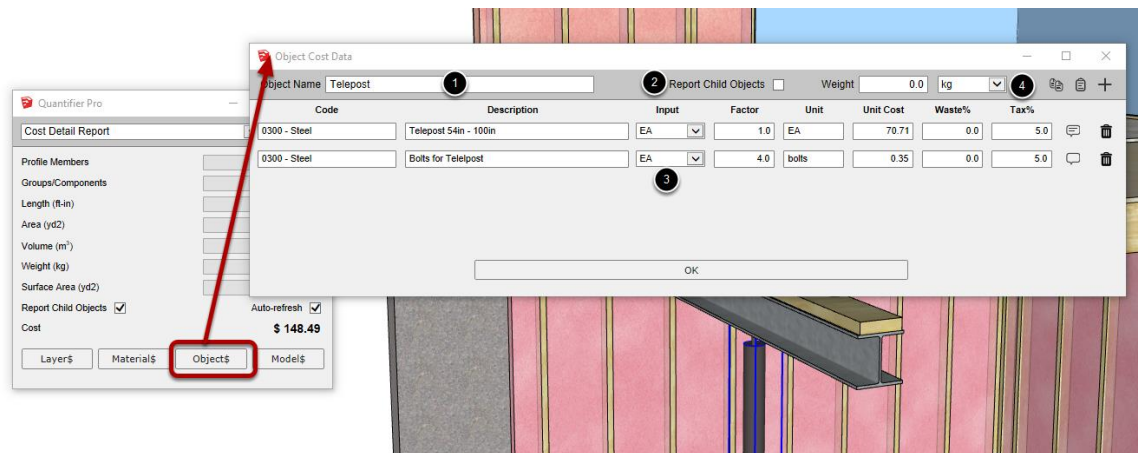 Object Cost Data
Object Name Telepost 1 2 Report Child Objects Weight 0.0 kg 4
Code Description Input Factor Unit Unit Cost Waste% Tax%
0300 - Steel Telepost 54in - 100in EA 1.0 EA 70.71 0.0 5.0
0300 - Steel Bolts for Telelpost EA 4.0 bolts 0.35 0.0 5.0
3
OK
Quantifier Pro
Cost Detail Report
Profile Members
Groups/Components
Length (ft-in)
Area (yd2)
Volume (m³)
Weight (kg)
Surface Area (yd2)
Report Child Objects Auto-refresh
Cost $ 148.49
Layer$ Material$ Object$ Model$